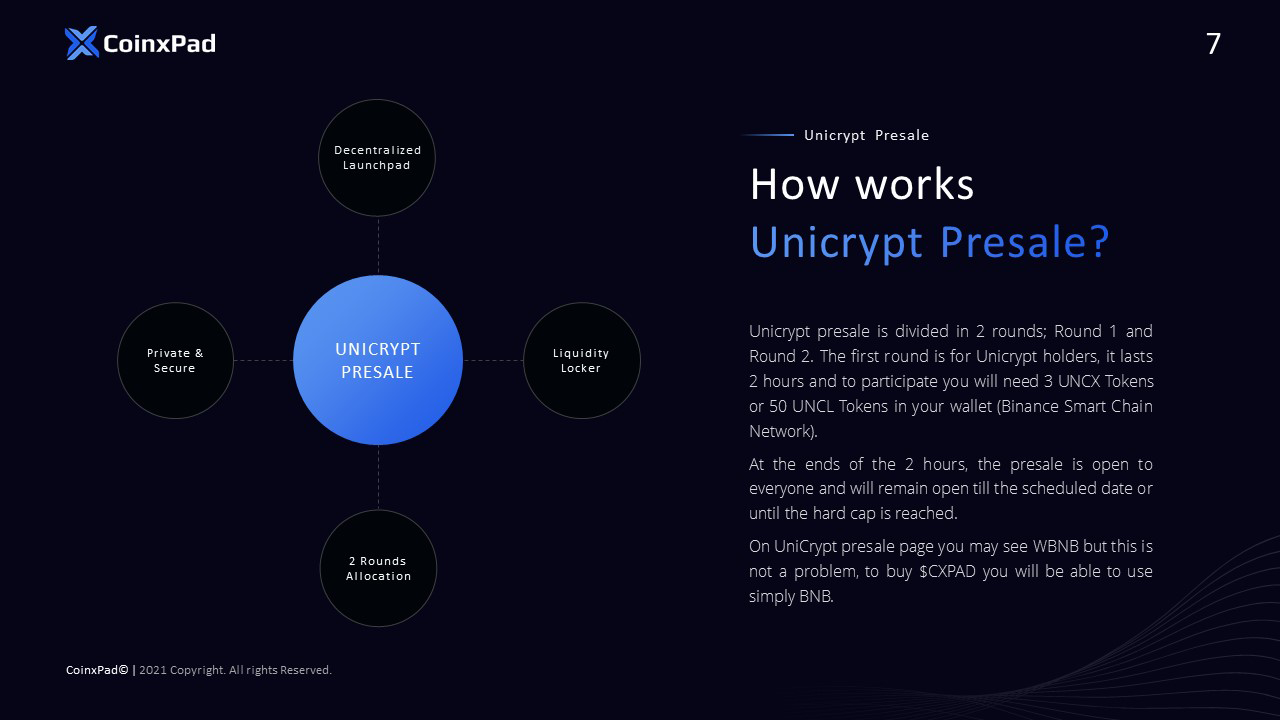 CoinxPad
7
Decentralized
Launchpad
Private &
Secure
UNICRYPT
PRESALE
Liquidity
Locker
2 Rounds
Allocation
Unicrypt Presale
How works
Unicrypt Presale?
Unicrypt presale is divided in 2 rounds; Round 1 and
Round 2. The first round is for Unicrypt holders, it lasts
2 hours and to participate you will need 3 UNCX Tokens
or 50 UNCL Tokens in your wallet (Binance Smart Chain
Network).
At the ends of the 2 hours, the presale is open to
everyone and will remain open till the scheduled date or
until the hard cap is reached.
On UniCrypt presale page you may see WBNB but this is
not a problem, to buy $CXPAD you will be able to use
simply BNB.
CoinxPad© | 2021 Copyright. All rights Reserved.